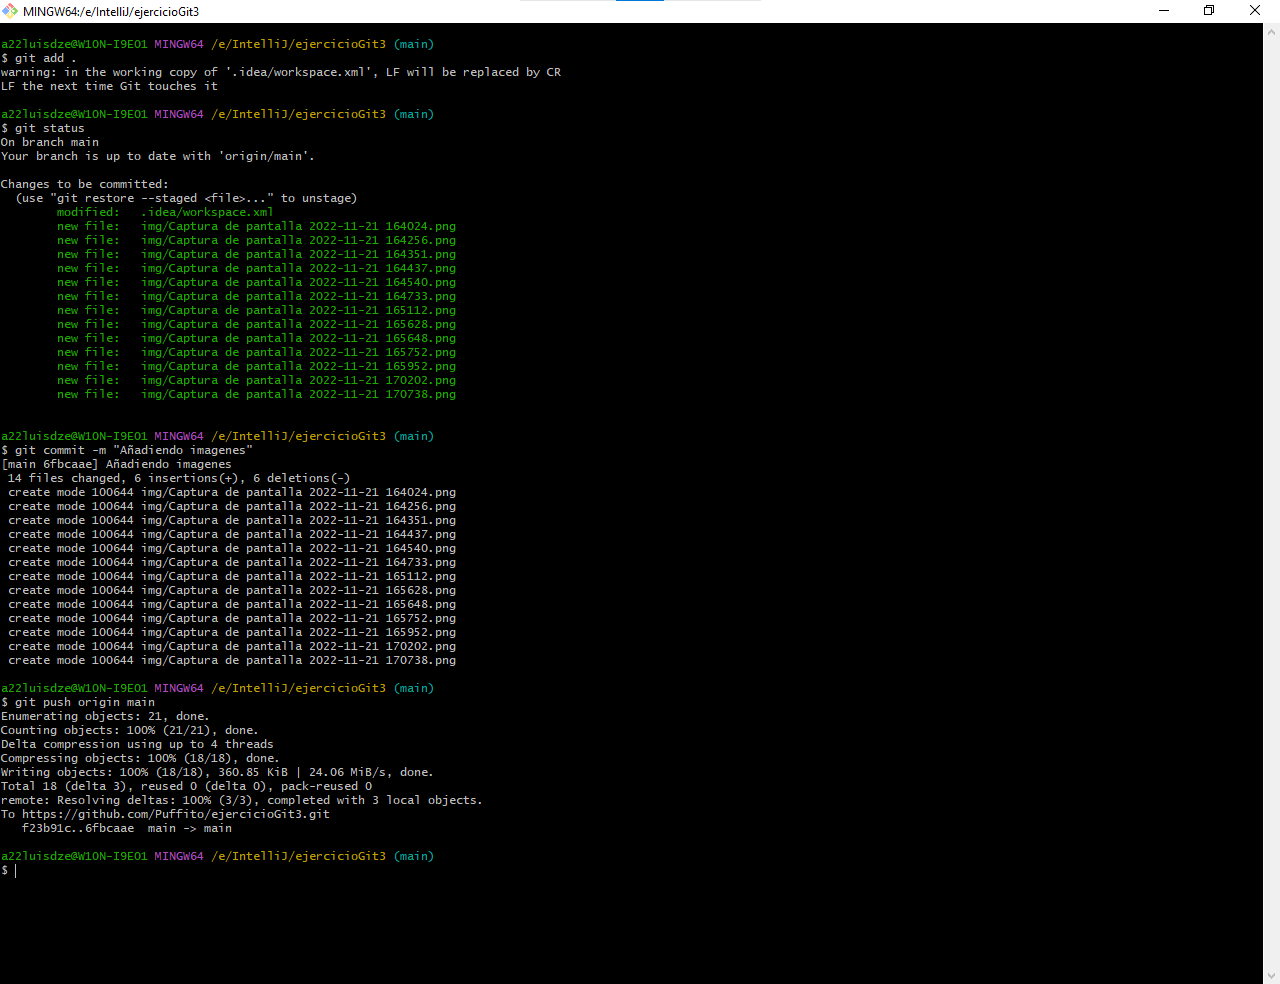 MINGW64:/e/IntelliJ/ejercicioGit3
a22luisdze@W10N-I9E01 MINGW64 /e/IntelliJ/ejercicioGit3 (main)
$ git add .
warning: in the working copy of '.idea/workspace.xml', LF will be replaced by CR
LF the next time Git touches it
a22luisdze@W10N-I9E01 MINGW64 /e/IntelliJ/ejercicioGit3 (main)
$ git status
On branch main
Your branch is up to date with 'origin/main'.
Changes to be committed:
  (use "git restore --staged <file>..." to unstage)
        modified:   .idea/workspace.xml
        new file:   img/Captura de pantalla 2022-11-21 164024.png
        new file:   img/Captura de pantalla 2022-11-21 164256.png
        new file:   img/Captura de pantalla 2022-11-21 164351.png
        new file:   img/Captura de pantalla 2022-11-21 164437.png
        new file:   img/Captura de pantalla 2022-11-21 164540.png
        new file:   img/Captura de pantalla 2022-11-21 164733.png
        new file:   img/Captura de pantalla 2022-11-21 165112.png
        new file:   img/Captura de pantalla 2022-11-21 165628.png
        new file:   img/Captura de pantalla 2022-11-21 165648.png
        new file:   img/Captura de pantalla 2022-11-21 165752.png
        new file:   img/Captura de pantalla 2022-11-21 165952.png
        new file:   img/Captura de pantalla 2022-11-21 170202.png
        new file:   img/Captura de pantalla 2022-11-21 170738.png
a22luisdze@W10N-I9E01 MINGW64 /e/IntelliJ/ejercicioGit3 (main)
$ git commit -m "Añadiendo imagenes"
[main 6fbcaae] Añadiendo imagenes
 14 files changed, 6 insertions(+), 6 deletions(-)
 create mode 100644 img/Captura de pantalla 2022-11-21 164024.png
 create mode 100644 img/Captura de pantalla 2022-11-21 164256.png
 create mode 100644 img/Captura de pantalla 2022-11-21 164351.png
 create mode 100644 img/Captura de pantalla 2022-11-21 164437.png
 create mode 100644 img/Captura de pantalla 2022-11-21 164540.png
 create mode 100644 img/Captura de pantalla 2022-11-21 164733.png
 create mode 100644 img/Captura de pantalla 2022-11-21 165112.png
 create mode 100644 img/Captura de pantalla 2022-11-21 165628.png
 create mode 100644 img/Captura de pantalla 2022-11-21 165648.png
 create mode 100644 img/Captura de pantalla 2022-11-21 165752.png
 create mode 100644 img/Captura de pantalla 2022-11-21 165952.png
 create mode 100644 img/Captura de pantalla 2022-11-21 170202.png
 create mode 100644 img/Captura de pantalla 2022-11-21 170738.png
a22luisdze@W10N-I9E01 MINGW64 /e/IntelliJ/ejercicioGit3 (main)
$ git push origin main
Enumerating objects: 21, done.
Counting objects: 100% (21/21), done.
Delta compression using up to 4 threads
Compressing objects: 100% (18/18), done.
Writing objects: 100% (18/18), 360.85 KiB | 24.06 MiB/s, done.
Total 18 (delta 3), reused 0 (delta 0), pack-reused 0
remote: Resolving deltas: 100% (3/3), completed with 3 local objects.
To https://github.com/Puffito/ejercicioGit3.git
   f23b91c..6fbcaae  main -> main
a22luisdze@W10N-I9E01 MINGW64 /e/IntelliJ/ejercicioGit3 (main)
$